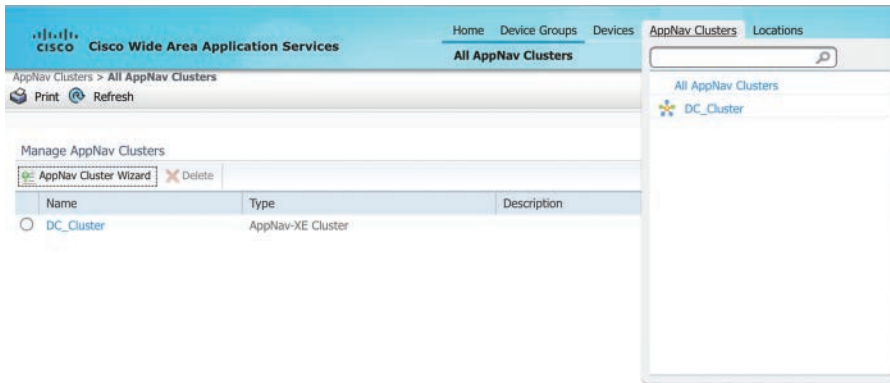 cisco Cisco Wide Area Application Services
Home Device Groups Devices AppNav Clusters Locations
All AppNav Clusters
AppNav Clusters > All AppNav Clusters
Print Refresh
All AppNav Clusters
DC_Cluster
Manage AppNav Clusters
AppNav Cluster Wizard Delete
Name Type Description
DC_Cluster AppNav-XE Cluster